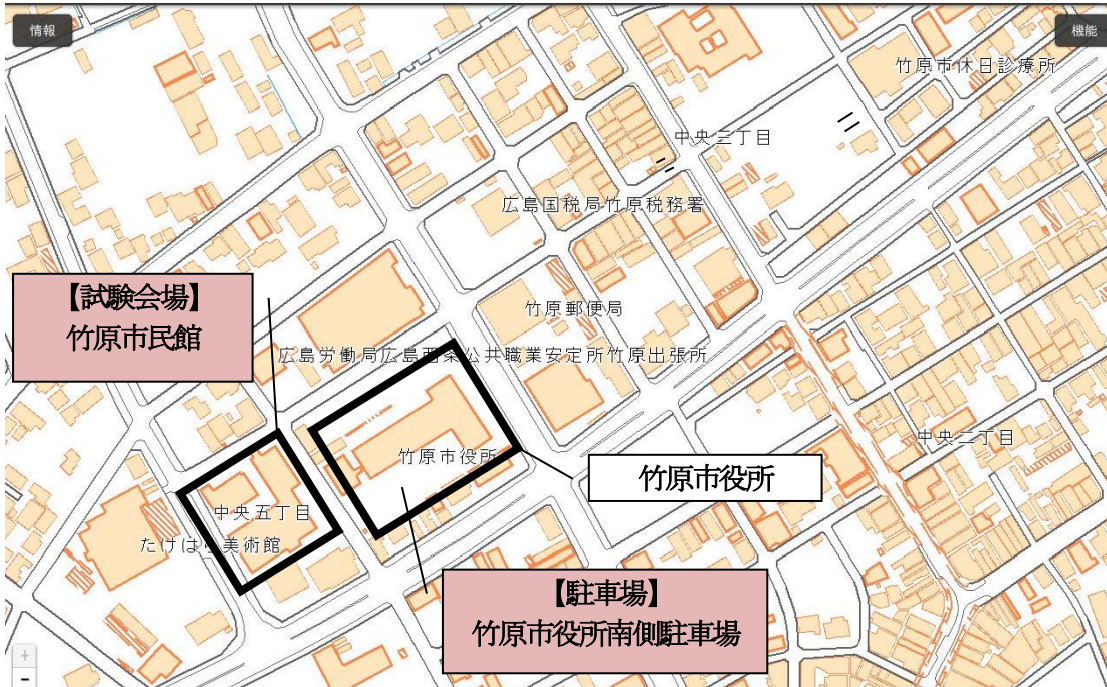 情報
機能
竹原市休日診療所
中央三丁目
広島国税局竹原税務署
【試験会場】
竹原市民館
竹原郵便局
広島労働局広島西条公共職業安定所竹原出張所
中央二丁目
竹原市役所
竹原市役所
中央五丁目
たけはら美術館
【駐車場】
竹原市役所南側駐車場
+
-